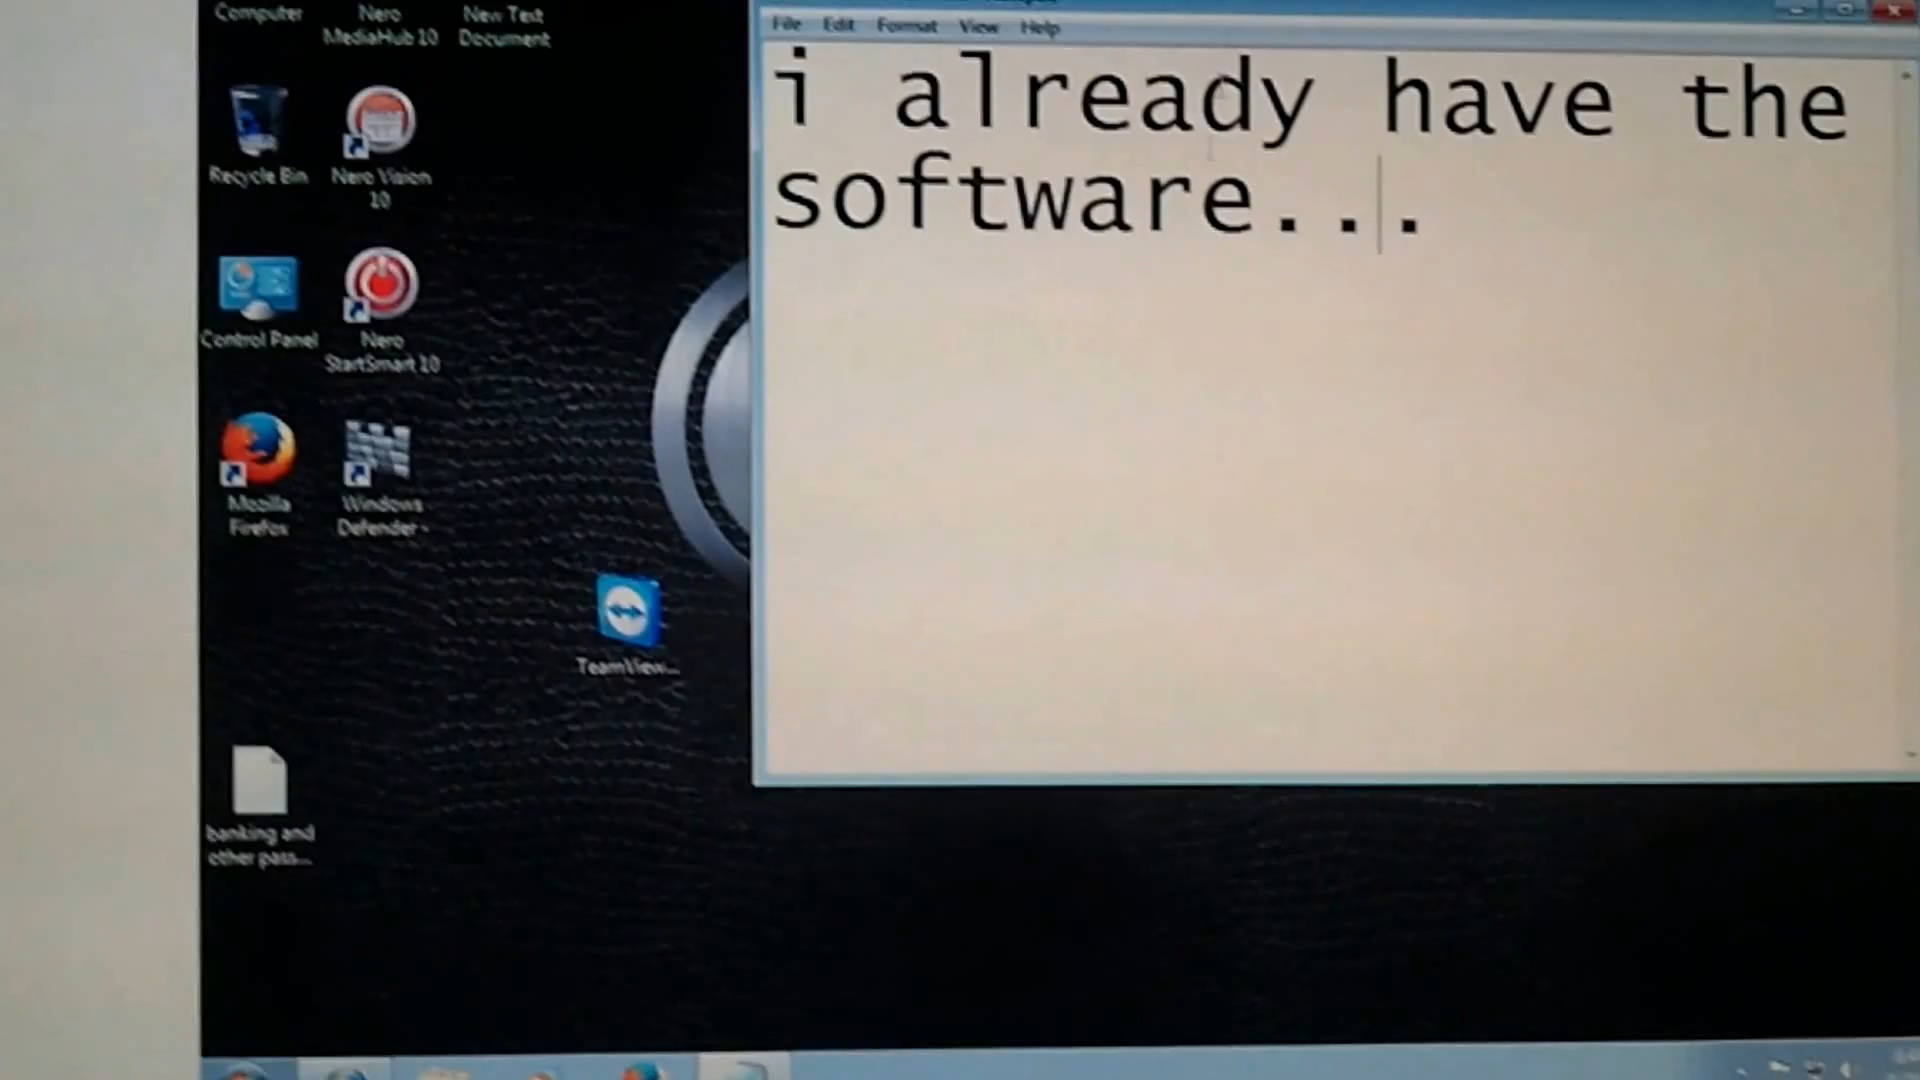 Computer
Nero
MediaHub 10
New Text
Document
File Edit Format View Help
i already have the
software...
Recycle Bin
Nero Vision
10
Control Panel
Nero
StartSmart 10
Mozilla
Firefox
Windows
Defender -
TeamView...
banking and
other pass...